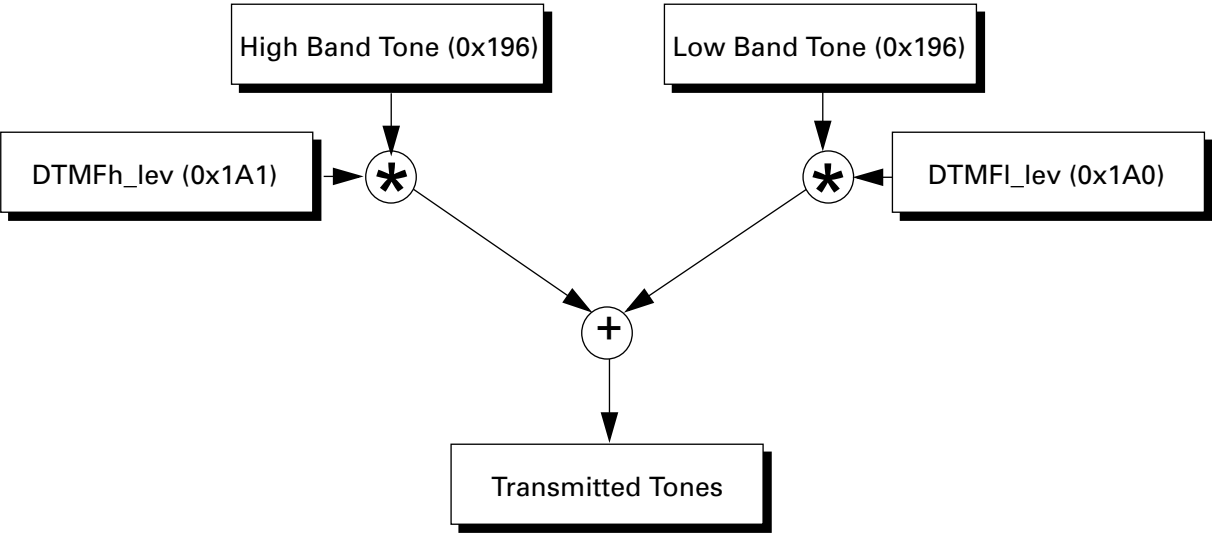 High Band Tone (0x196)
Low Band Tone (0x196)
DTMFh_lev (0x1A1)
*
*
DTMFl_lev (0x1A0)
+
Transmitted Tones